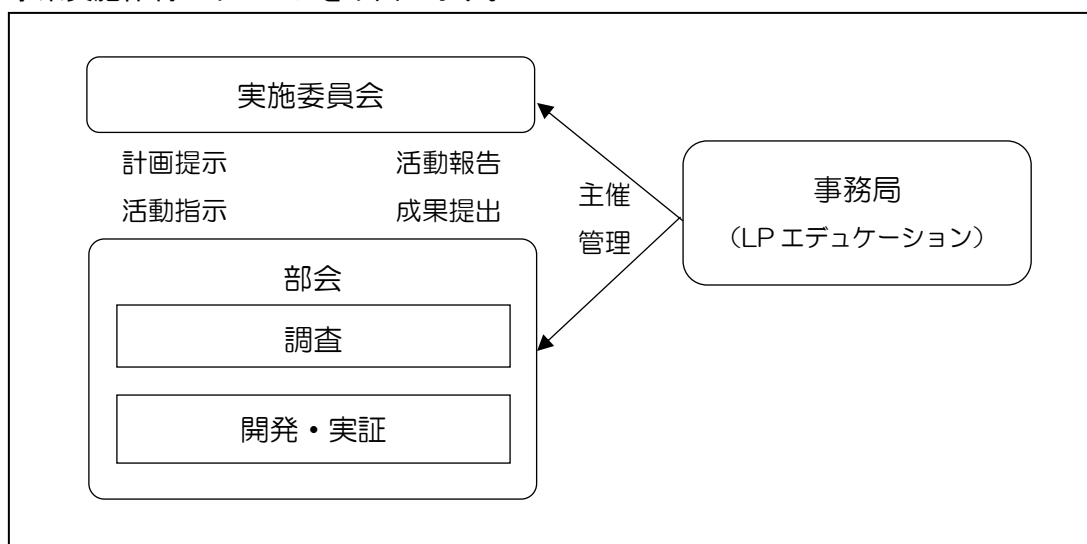 実施委員会
計画提示 活動報告
活動指示 成果提出
主催
管理
事務局
（LP エデュケーション）
部会
調査
開発・実証